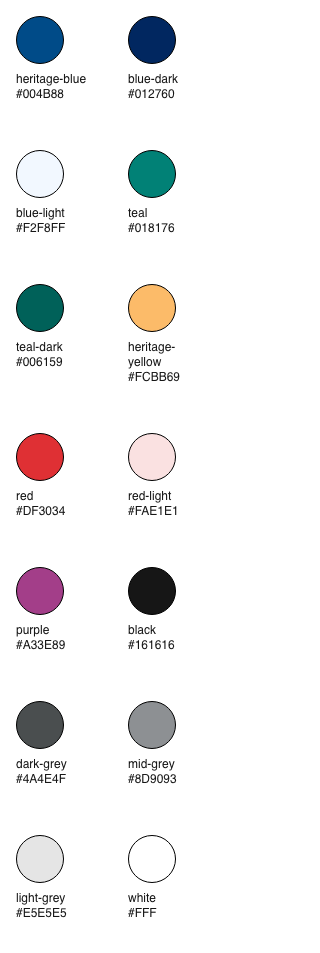 heritage-blue
#004B88
blue-dark
#012760
blue-light
#F2F8FF
teal
#018176
teal-dark
#006159
heritage-
yellow
#FCBB69
red
#DF3034
red-light
#FAE1E1
purple
#A33E89
black
#161616
dark-grey
#4A4E4F
mid-grey
#8D9093
light-grey
#E5E5E5
white
#FFF